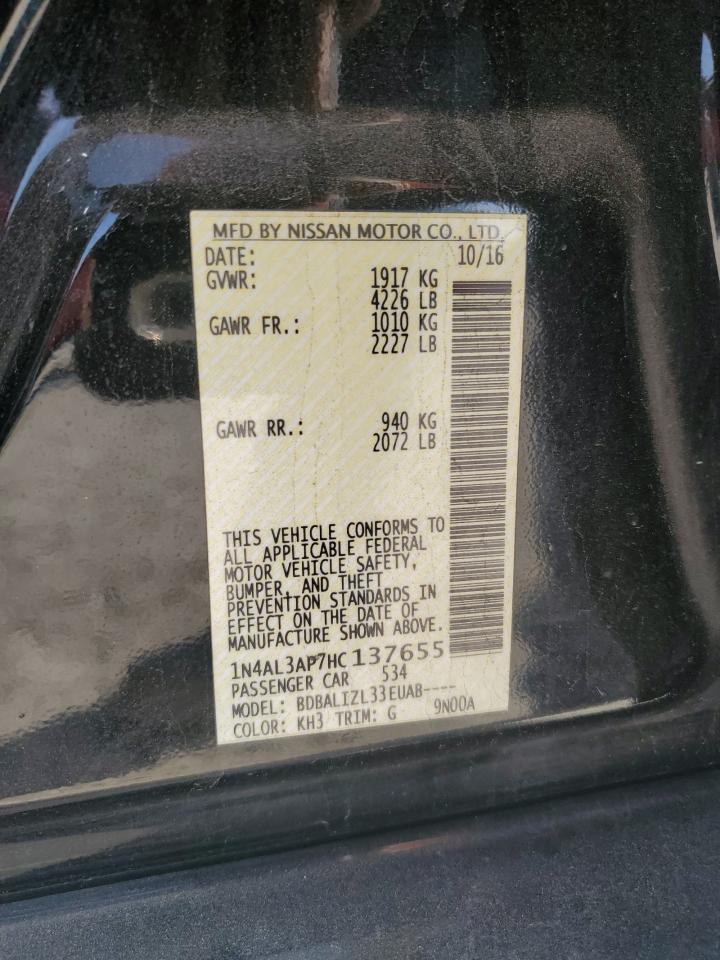 MFD BY NISSAN MOTOR CO., LTD.
DATE: 10/16
GVWR: 1917 KG
4226 LB
GAWR FR.: 1010 KG
2227 LB
GAWR RR.: 940 KG
2072 LB
THIS VEHICLE CONFORMS TO
ALL APPLICABLE FEDERAL
MOTOR VEHICLE SAFETY,
BUMPER, AND THEFT
PREVENTION STANDARDS IN
EFFECT ON THE DATE OF
MANUFACTURE SHOWN ABOVE.
1N4AL3AP7HC137655
PASSENGER CAR 534
MODEL: BDBALIZL33EUAB----
COLOR: KH3 TRIM: G 9N00A